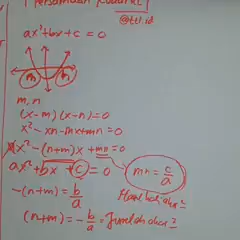 Persamaan Kuadrat
@ttl.id
ax²+bx+c=0
m n
m, n
(x-m)(x-n)=0
x²-xn-mx+mn=0
x²-(n+m)x+mn=0
ax²+bx+c=0
mn=c/a
-(n+m)=b/a
Hasil kali akar²
(n+m)=-b/a=Jumlah akar²